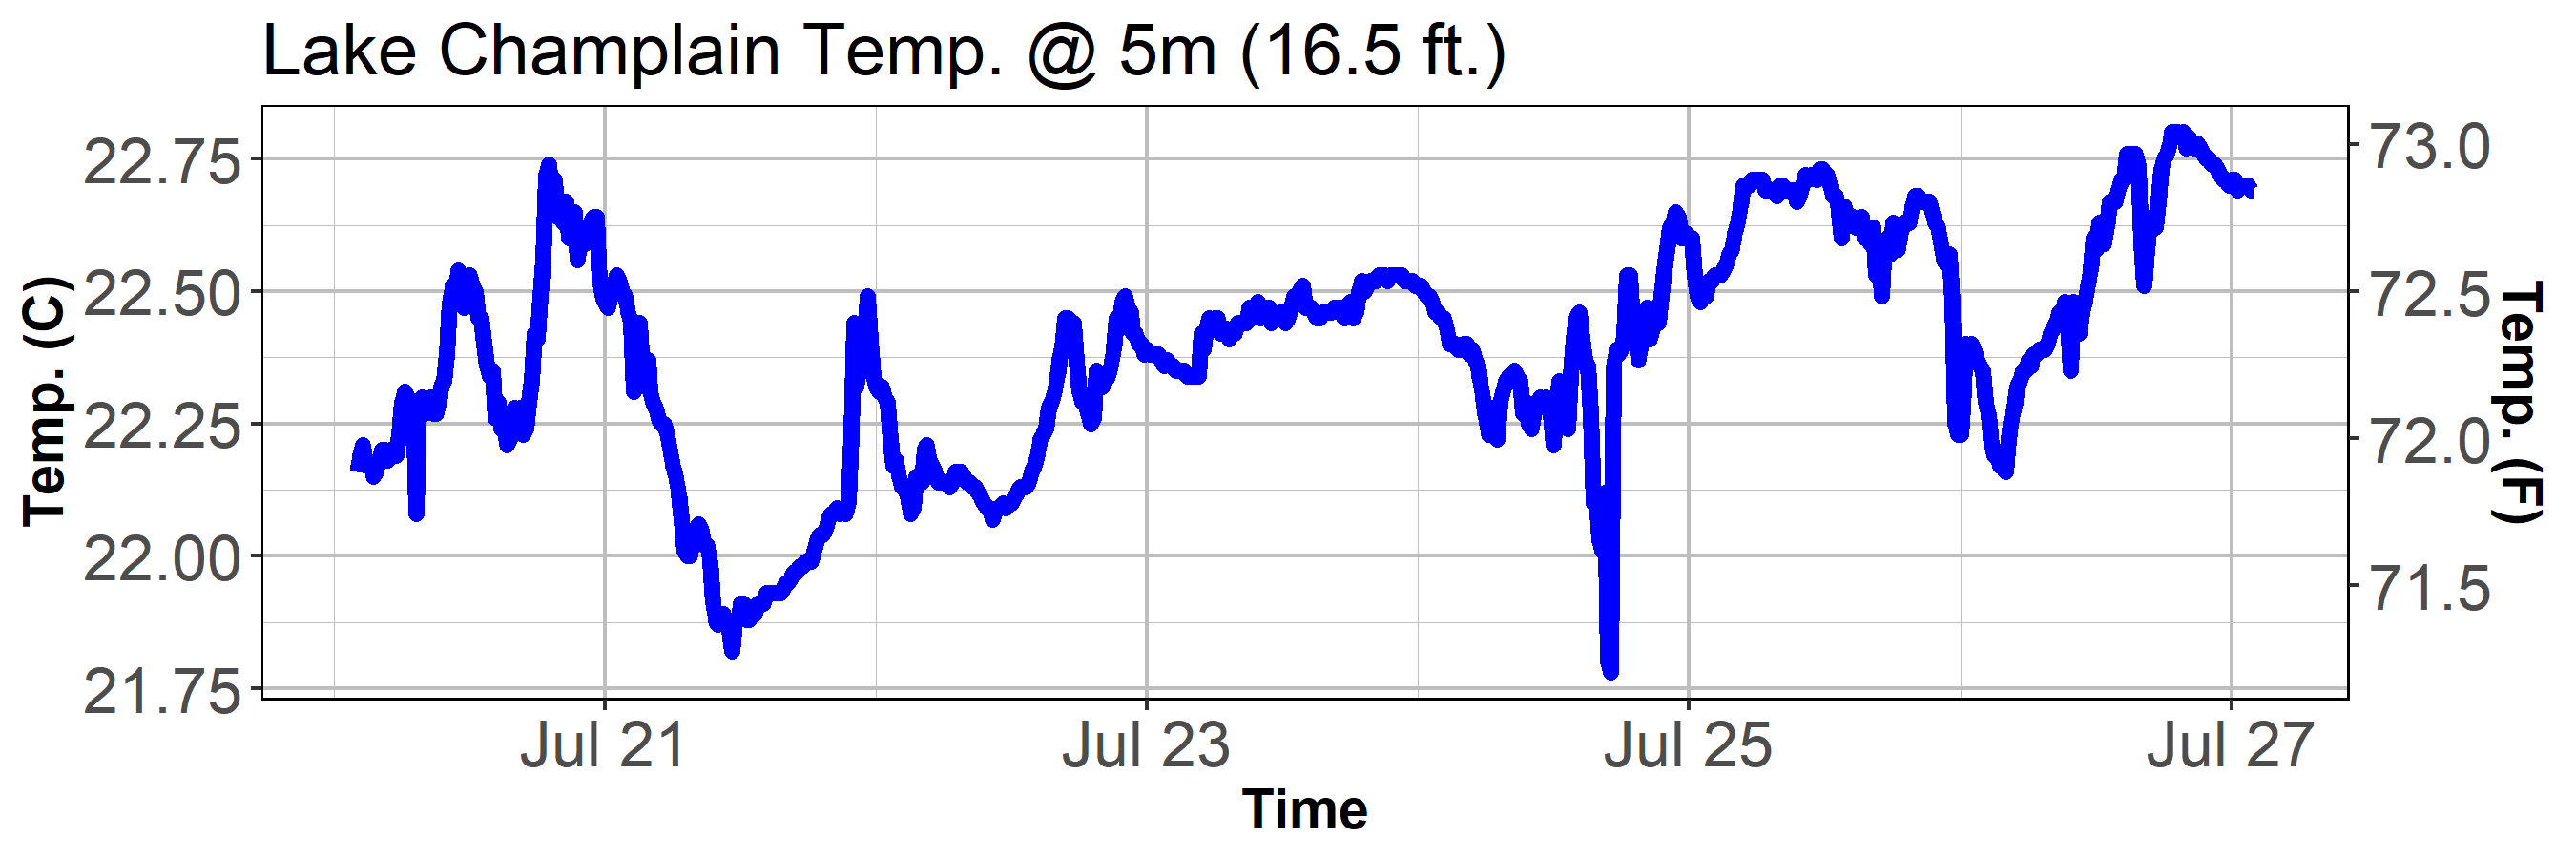 Lake Champlain Temp. @ 5m (16.5 ft.)
Temp. (C)
22.75
22.50
22.25
22.00
21.75
73.0
72.5
72.0
71.5
Temp. (F)
Jul 21
Jul 23
Jul 25
Jul 27
Time